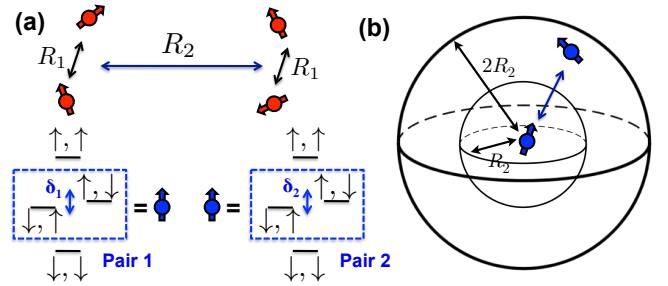 (a)
R₁
R₂
R₁
↑, ↑
↑, ↑
δ₁
↑, ↓
↓, ↑
=
=
δ₂
↑, ↓
↓, ↑
↓, ↓
Pair 1
↓, ↓
Pair 2
(b)
2R₂
R₂